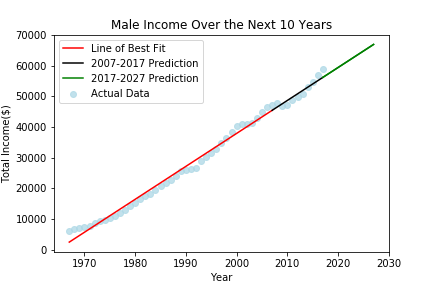 Male Income Over the Next 10 Years
Line of Best Fit
2007-2017 Prediction
2017-2027 Prediction
Actual Data
Total Income($)
70000
60000
50000
40000
30000
20000
10000
0
1970 1980 1990 2000 2010 2020 2030
Year